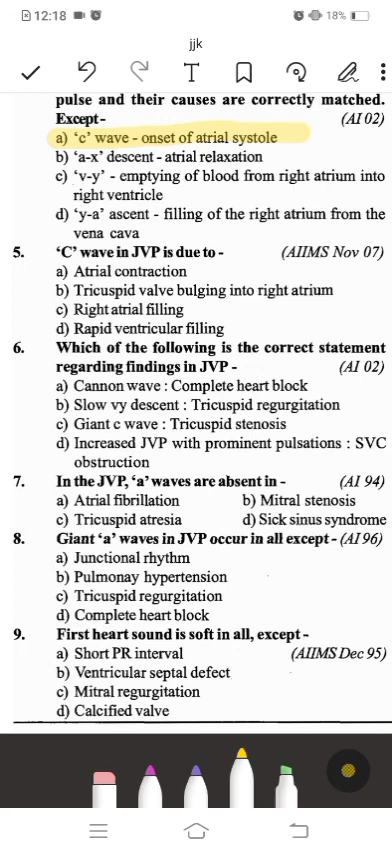 12:18
18%
jjk
T
pulse and their causes are correctly matched.
Except- (AI 02)
a) ‘c’ wave - onset of atrial systole
b) ‘a-x’ descent - atrial relaxation
c) ‘v-y’ - emptying of blood from right atrium into
right ventricle
d) ‘y-a’ ascent - filling of the right atrium from the
vena cava
5. ‘C’ wave in JVP is due to - (AIIMS Nov 07)
a) Atrial contraction
b) Tricuspid valve bulging into right atrium
c) Right atrial filling
d) Rapid ventricular filling
6. Which of the following is the correct statement
regarding findings in JVP - (AI 02)
a) Cannon wave : Complete heart block
b) Slow vy descent : Tricuspid regurgitation
c) Giant c wave : Tricuspid stenosis
d) Increased JVP with prominent pulsations : SVC
obstruction
7. In the JVP, ‘a’ waves are absent in - (AI 94)
a) Atrial fibrillation b) Mitral stenosis
c) Tricuspid atresia d) Sick sinus syndrome
8. Giant ‘a’ waves in JVP occur in all except - (AI 96)
a) Junctional rhythm
b) Pulmonay hypertension
c) Tricuspid regurgitation
d) Complete heart block
9. First heart sound is soft in all, except -
a) Short PR interval (AIIMS Dec 95)
b) Ventricular septal defect
c) Mitral regurgitation
d) Calcified valve